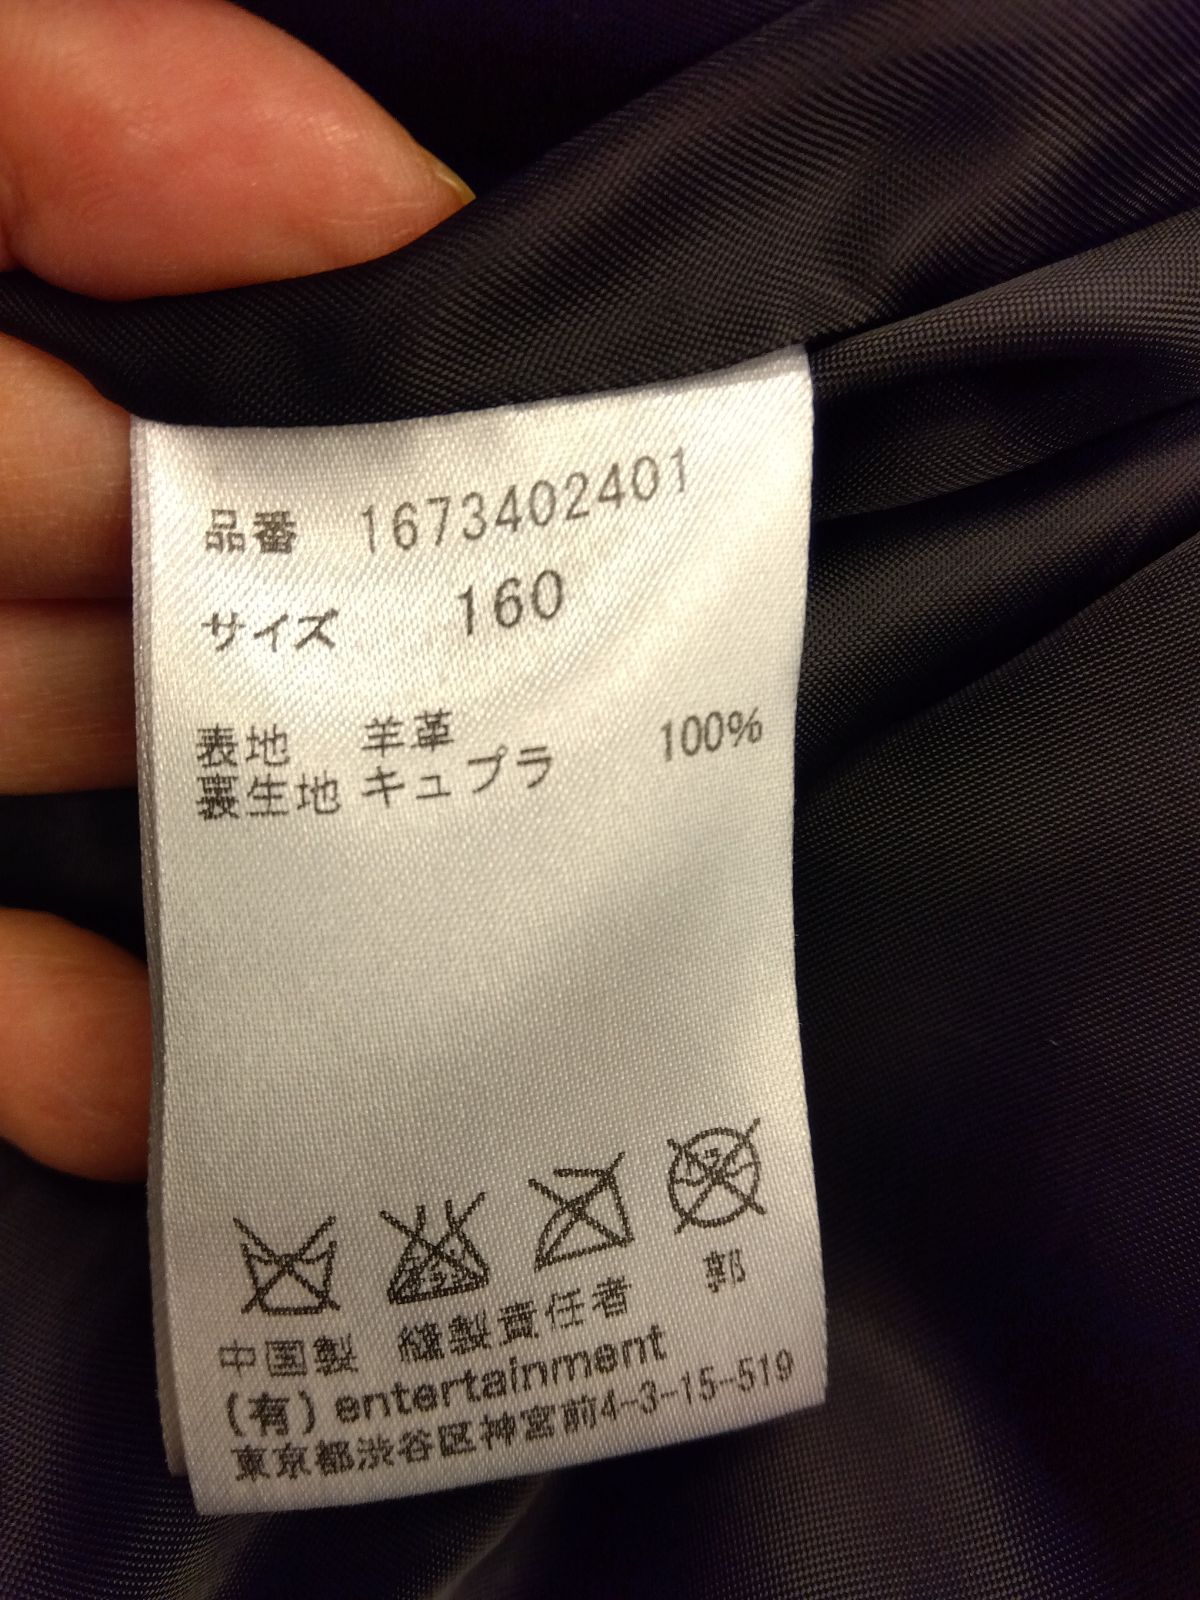 品番 1673402401
サイズ 160
表地 羊革
裏生地 キュプラ 100%
郭
中国製 縫製責任者
(有) entertainment
東京都渋谷区神宮前4-3-15-519